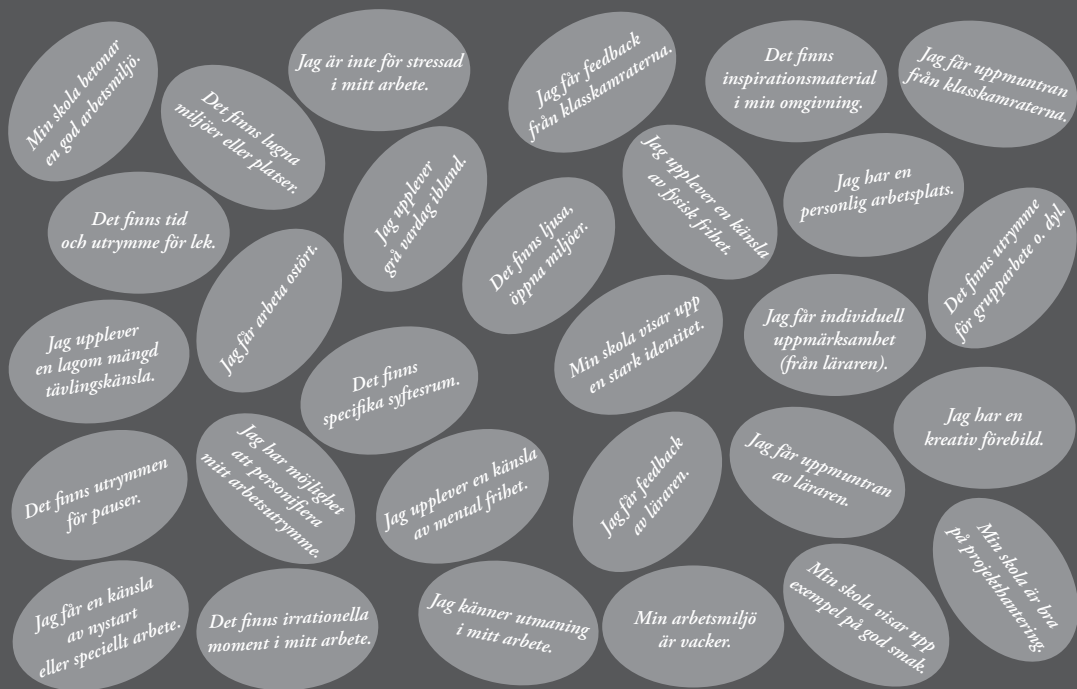 Min skola betonar
en god arbetsmiljö.
Det finns lugna
miljöer eller platser.
Jag är inte för stressad
i mitt arbete.
Jag får feedback
från klasskamraterna.
Det finns
inspirationsmaterial
i min omgivning.
Jag får uppmuntran
från klasskamraterna.
Det finns tid
och utrymme för lek.
Jag får arbeta ostört.
Jag upplever
grå vardag ibland.
Det finns ljusa,
öppna miljöer.
Jag upplever en känsla
av fysisk frihet.
Jag har en
personlig arbetsplats.
Det finns utrymme
för grupparbete o. dyl.
Jag upplever
en lagom mängd
tävlingskänsla.
Det finns
specifika syftesrum.
Min skola visar upp
en stark identitet.
Jag får individuell
uppmärksamhet
(från läraren).
Jag har en
kreativ förebild.
Det finns utrymmen
för pauser.
Jag har möjlighet
att personifiera
mitt arbetsutrymme.
Jag upplever en känsla
av mental frihet.
Jag får feedback
av läraren.
Jag får uppmuntran
av läraren.
Min skola är bra
på projekthantering.
Jag får en känsla
av nystart
eller speciellt arbete.
Det finns irrationella
moment i mitt arbete.
Jag känner utmaning
i mitt arbete.
Min arbetsmiljö
är vacker.
Min skola visar upp
exempel på god smak.